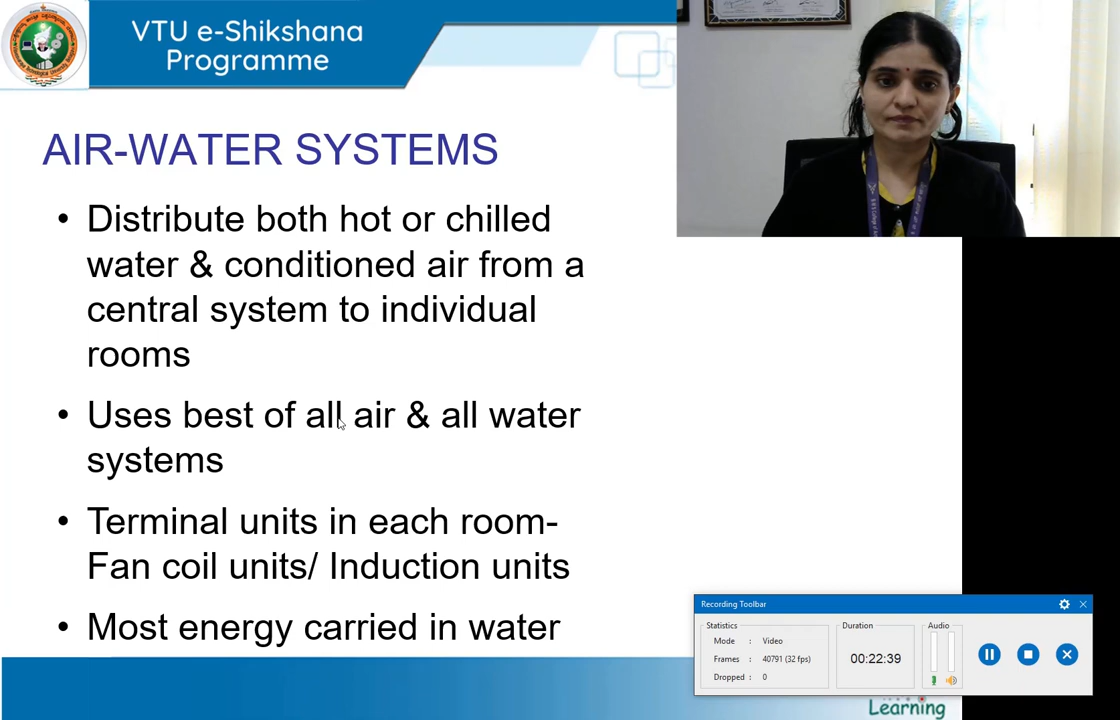 VTU e-Shikshana
Programme
AIR-WATER SYSTEMS
• Distribute both hot or chilled
water & conditioned air from a
central system to individual
rooms
• Uses best of all air & all water
systems
• Terminal units in each room-
Fan coil units/ Induction units
• Most energy carried in water
Recording Toolbar
Statistics
Mode : Video
Frames : 40791 (32 fps)
Dropped : 0
Duration
00:22:39
Audio
Learning